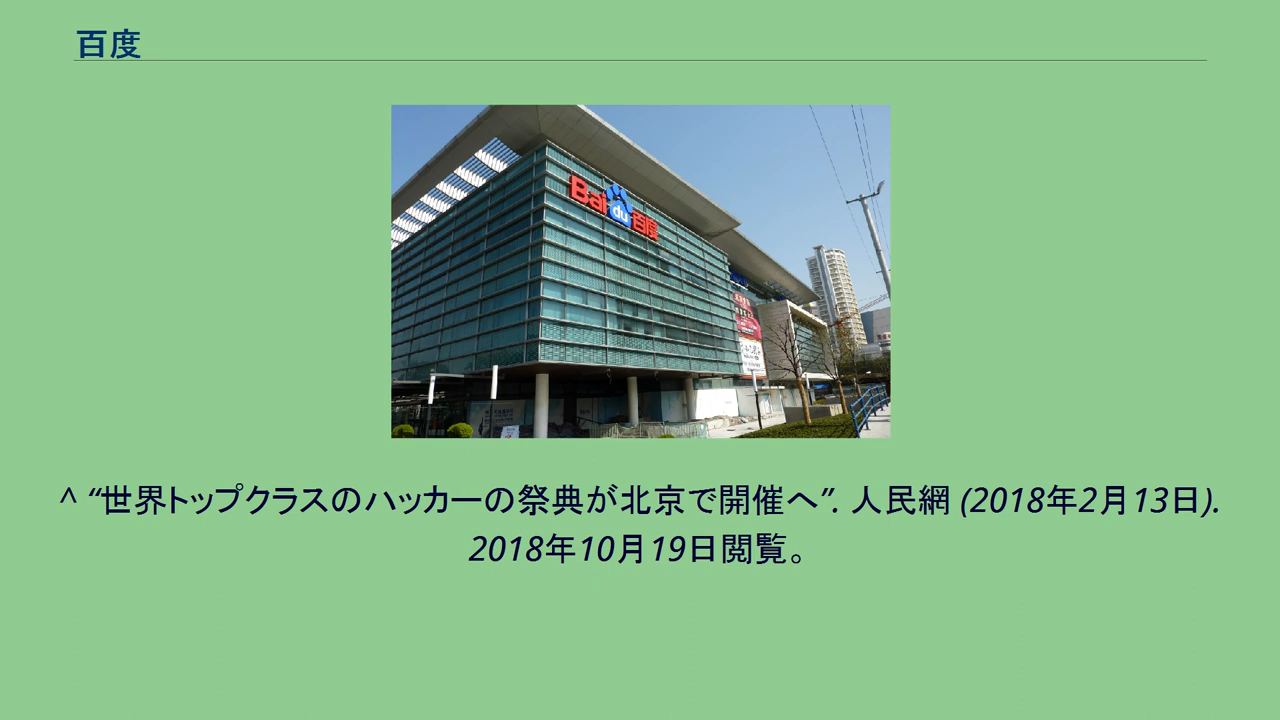 百度
Bai du 百度
^ “世界トップクラスのハッカーの祭典が北京で開催へ”. 人民網 (2018年2月13日).
2018年10月19日閲覧。